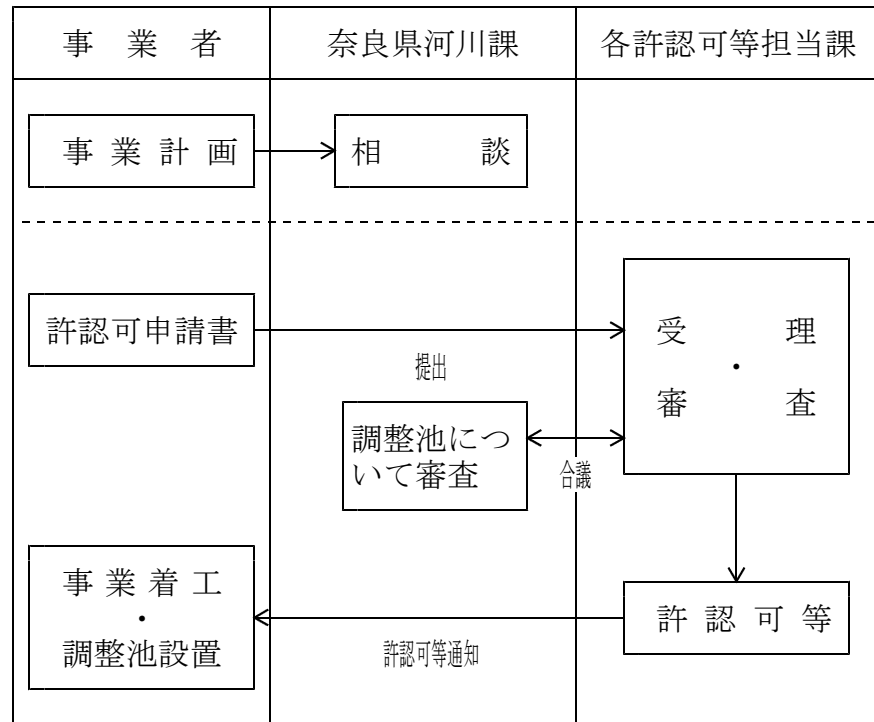 事業者
奈良県河川課
各許認可等担当課
事業計画
相談
許認可申請書
提出
受理
・
審査
調整池につ
いて審査
合議
事業着工
・
調整池設置
許認可等通知
許認可等